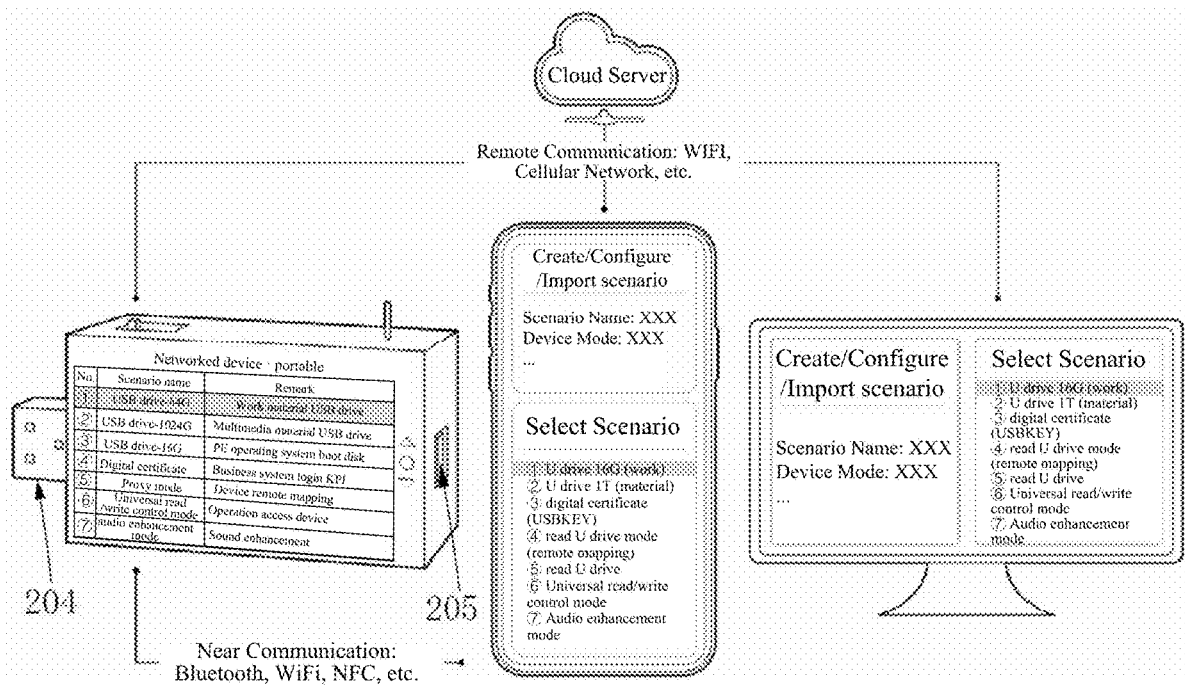 Cloud Server
Remote Communication: WIFI,
Cellular Network, etc.
Networked device - portable
No. Scenario name Remark
1 USB drive-64G Work material USB drive
② USB drive-1024G Multimedia material USB drive
③ USB drive-16G PE operating system boot disk
④ Digital certificate Business system login KPI
⑤ Proxy mode Device remote mapping
⑥ Universal read
/write control mode Operation access device
⑦ audio enhancement
mode Sound enhancement
204
205
Near Communication:
Bluetooth, WiFi, NFC, etc.
Create/Configure
/Import scenario
Scenario Name: XXX
Device Mode: XXX
...
Select Scenario
① U drive 16G (work)
② U drive 1T (material)
③ digital certificate
(USBKEY)
④ read U drive mode
(remote mapping)
⑤ read U drive
⑥ Universal read/write
control mode
⑦ Audio enhancement
mode
Create/Configure
/Import scenario
Scenario Name: XXX
Device Mode: XXX
...
Select Scenario
① U drive 16G (work)
② U drive 1T (material)
③ digital certificate
(USBKEY)
④ read U drive mode
(remote mapping)
⑤ read U drive
⑥ Universal read/write
control mode
⑦ Audio enhancement
mode